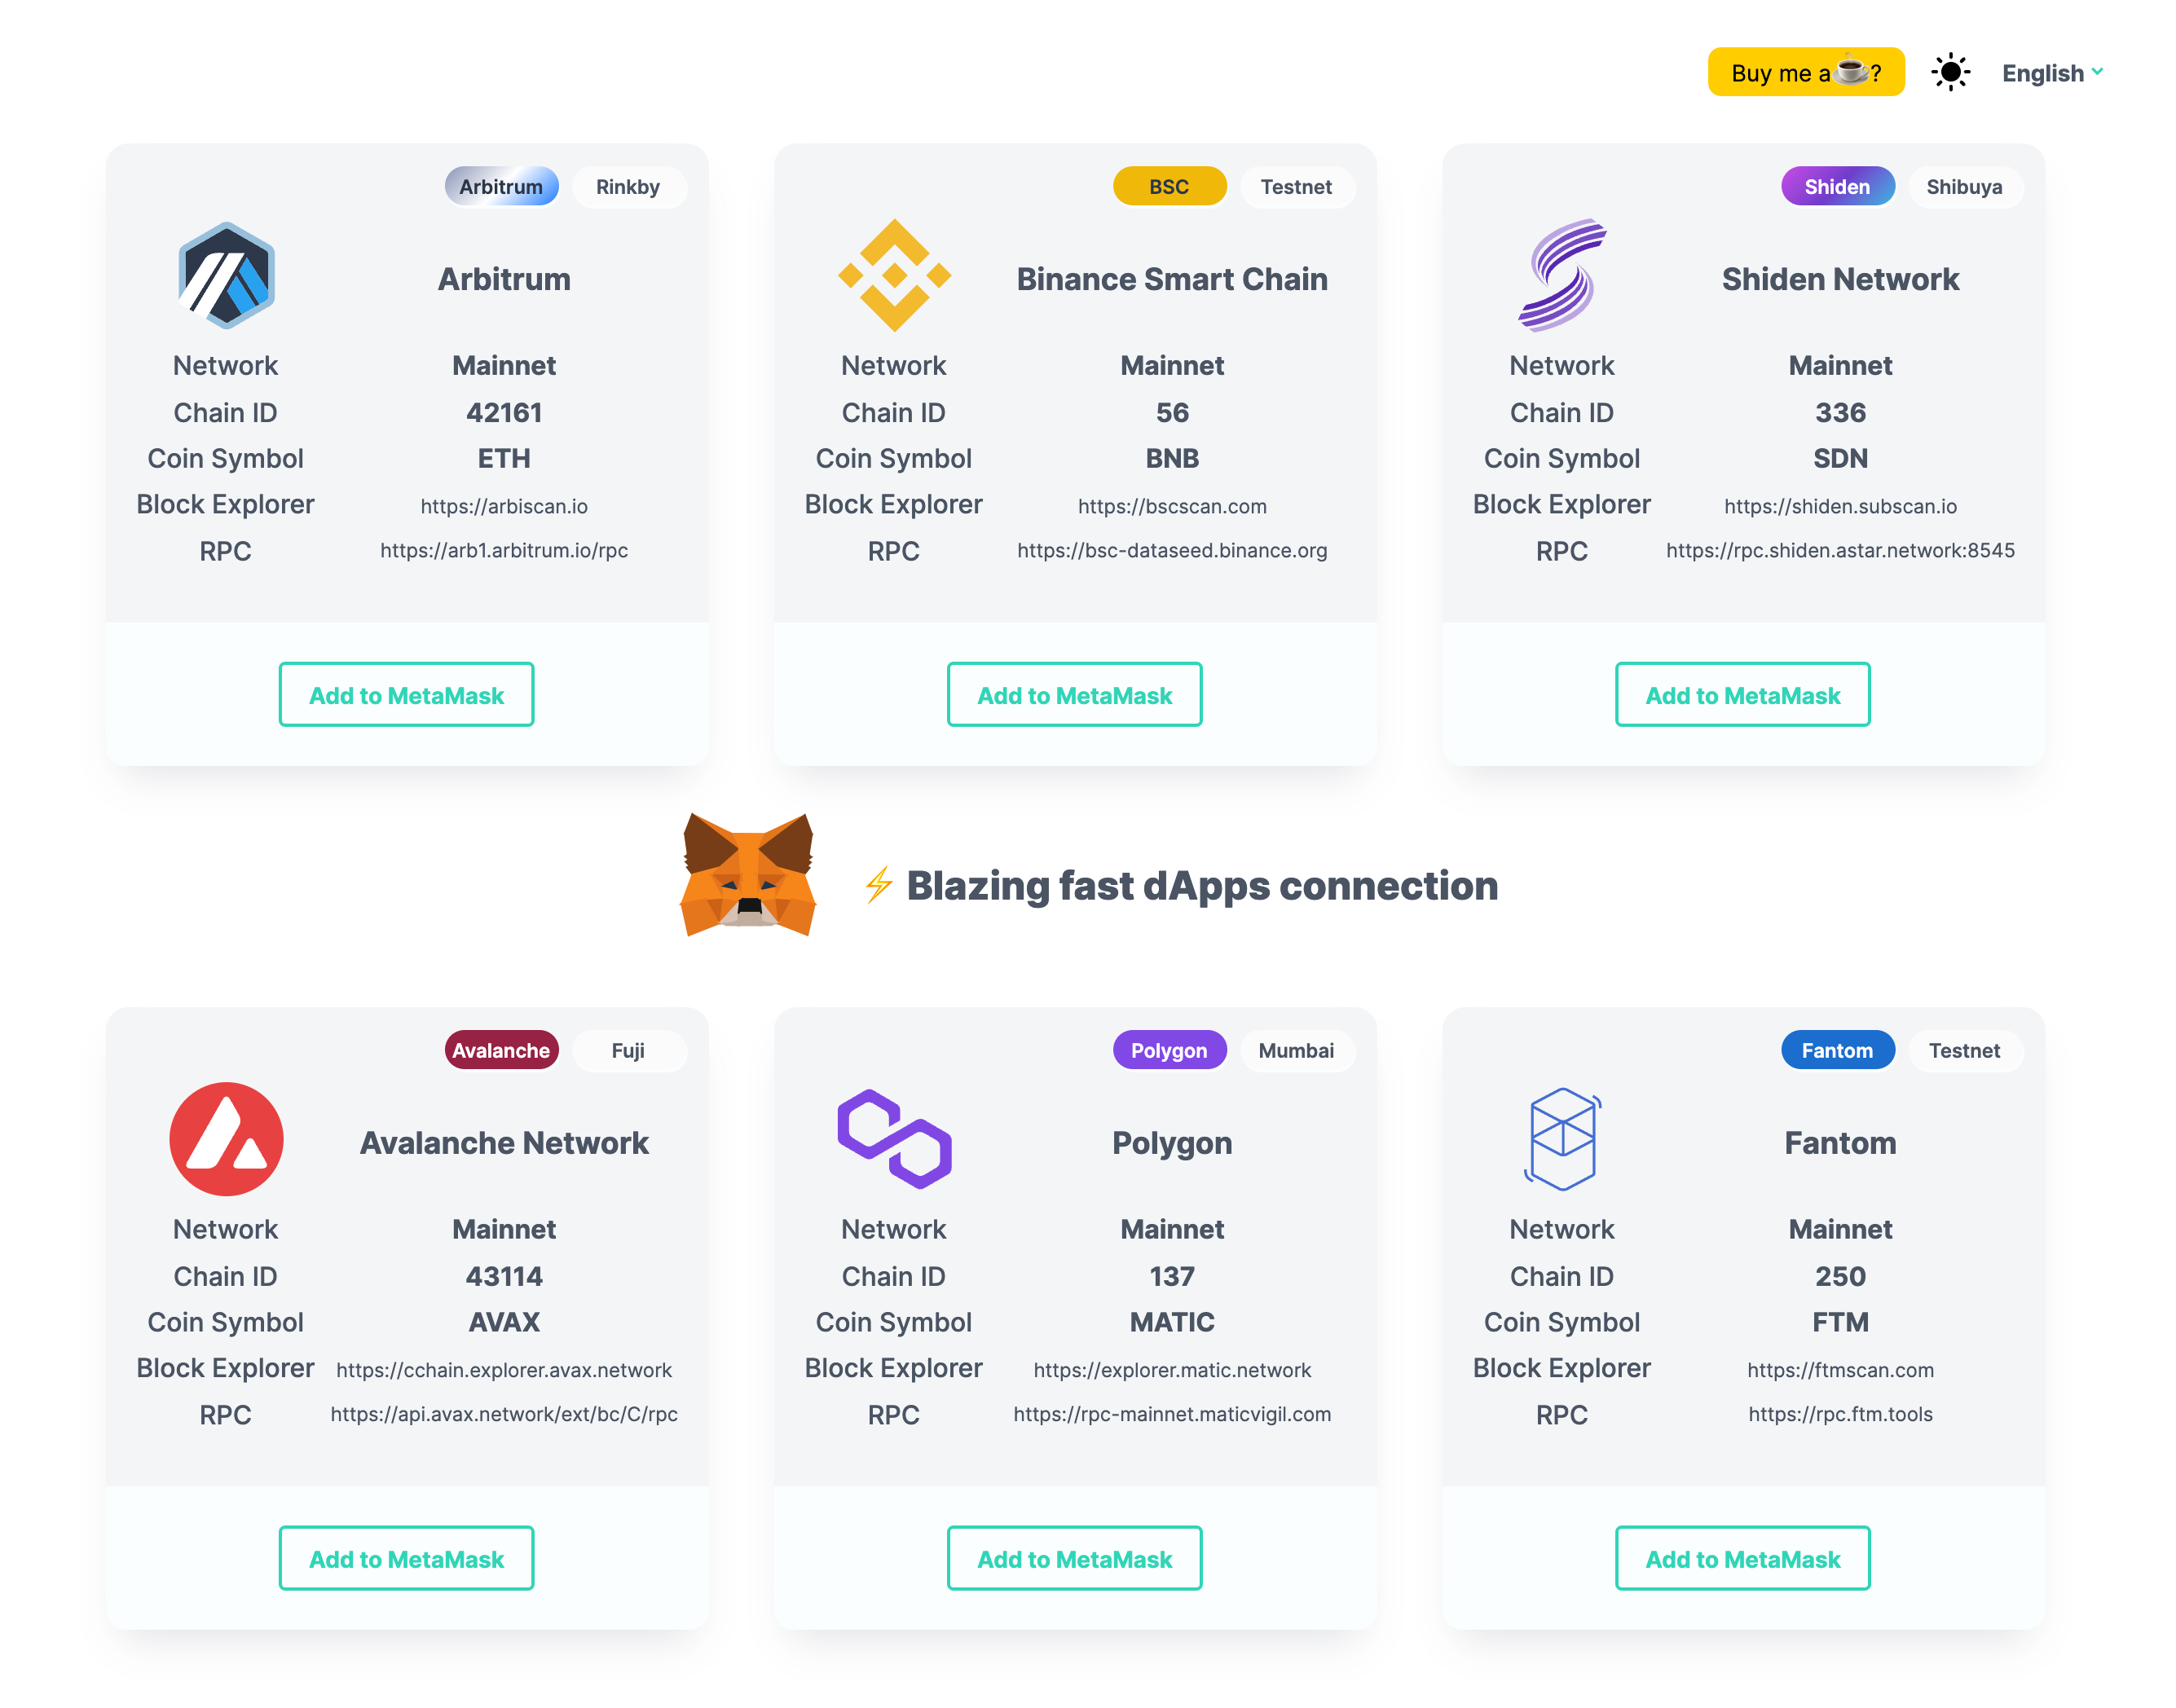 Buy me a ☕?
English
Arbitrum Rinkby
Arbitrum
Network Mainnet
Chain ID 42161
Coin Symbol ETH
Block Explorer https://arbiscan.io
RPC https://arb1.arbitrum.io/rpc
Add to MetaMask
BSC Testnet
Binance Smart Chain
Network Mainnet
Chain ID 56
Coin Symbol BNB
Block Explorer https://bscscan.com
RPC https://bsc-dataseed.binance.org
Add to MetaMask
Shiden Shibuya
Shiden Network
Network Mainnet
Chain ID 336
Coin Symbol SDN
Block Explorer https://shiden.subscan.io
RPC https://rpc.shiden.astar.network:8545
Add to MetaMask
⚡ Blazing fast dApps connection
Avalanche Fuji
Avalanche Network
Network Mainnet
Chain ID 43114
Coin Symbol AVAX
Block Explorer https://cchain.explorer.avax.network
RPC https://api.avax.network/ext/bc/C/rpc
Add to MetaMask
Polygon Mumbai
Polygon
Network Mainnet
Chain ID 137
Coin Symbol MATIC
Block Explorer https://explorer.matic.network
RPC https://rpc-mainnet.maticvigil.com
Add to MetaMask
Fantom Testnet
Fantom
Network Mainnet
Chain ID 250
Coin Symbol FTM
Block Explorer https://ftmscan.com
RPC https://rpc.ftm.tools
Add to MetaMask